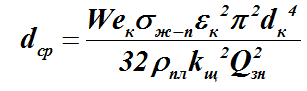 d_ср = (We_к σ_ж–п ε_к² π² d_к⁴) / (32 ρ_пл k_щ² Q_зн²)